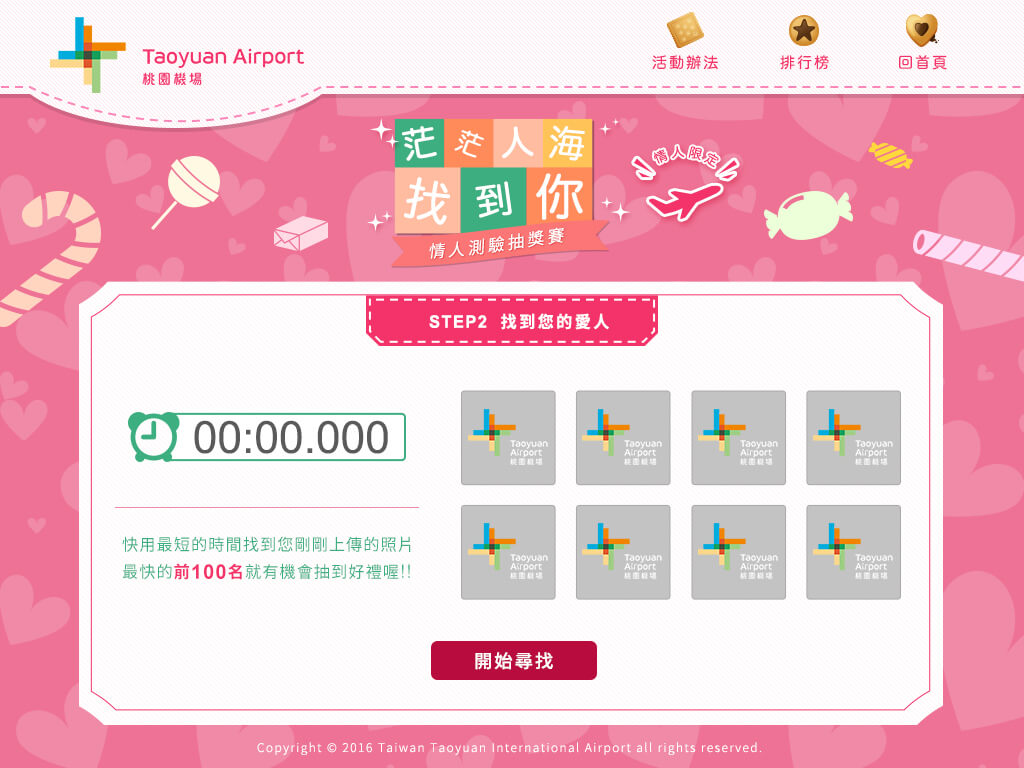 Taoyuan Airport
桃園機場
活動辦法
排行榜
回首頁
茫茫人海
找到你
情人測驗抽獎賽
情人限定
STEP2 找到您的愛人
00:00.000
快用最短的時間找到您剛剛上傳的照片
最快的前100名就有機會抽到好禮喔!!
Taoyuan Airport 桃園機場
Taoyuan Airport 桃園機場
Taoyuan Airport 桃園機場
Taoyuan Airport 桃園機場
Taoyuan Airport 桃園機場
Taoyuan Airport 桃園機場
Taoyuan Airport 桃園機場
Taoyuan Airport 桃園機場
開始尋找
Copyright © 2016 Taiwan Taoyuan International Airport all rights reserved.